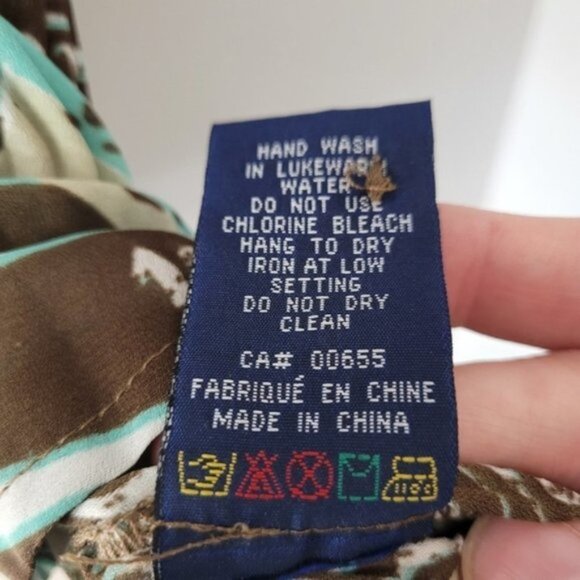 HAND WASH
IN LUKEWARM
WATER
DO NOT USE
CHLORINE BLEACH
HANG TO DRY
IRON AT LOW
SETTING
DO NOT DRY
CLEAN
CA# 00655
FABRIQUÉ EN CHINE
MADE IN CHINA
110C